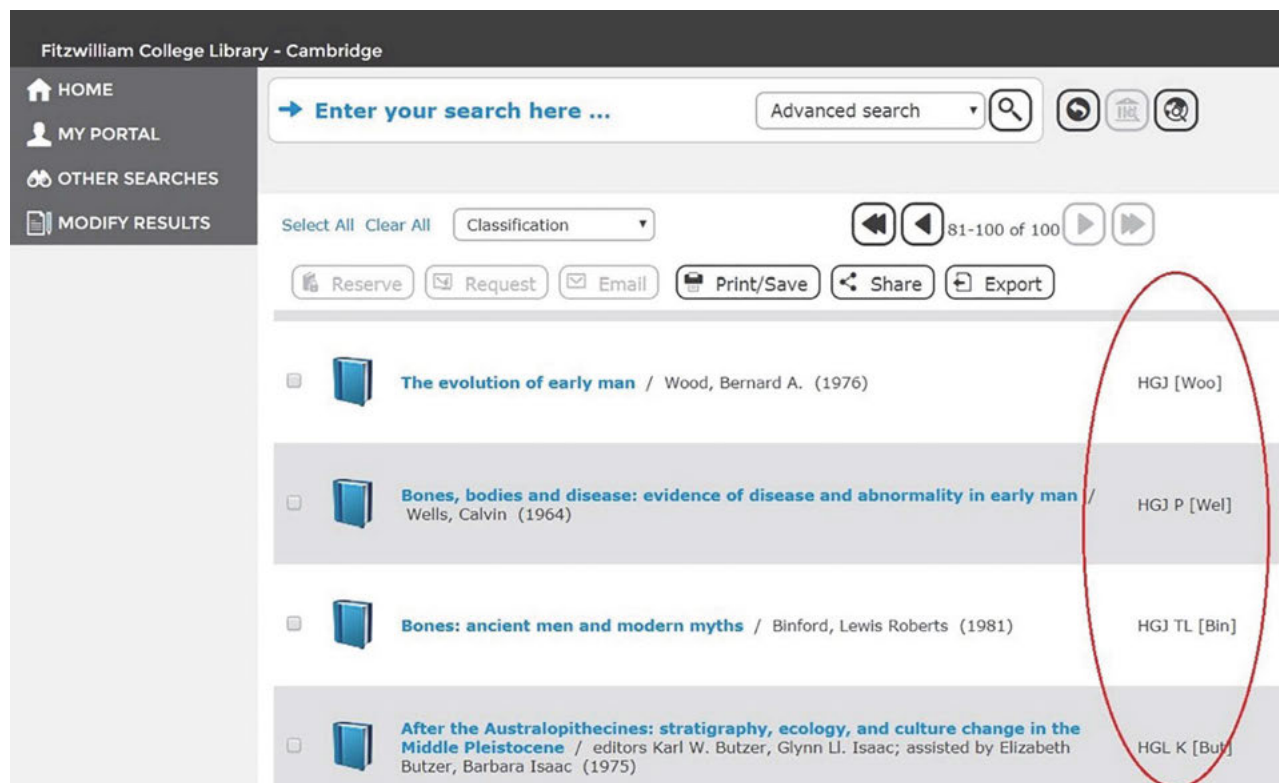 Fitzwilliam College Library - Cambridge
HOME
MY PORTAL
OTHER SEARCHES
MODIFY RESULTS
Enter your search here ...
Advanced search
Select All Clear All Classification
81-100 of 100
Reserve Request Email Print/Save Share Export
The evolution of early man / Wood, Bernard A. (1976) HGJ [Woo]
Bones, bodies and disease: evidence of disease and abnormality in early man /
Wells, Calvin (1964)
HGJ P [Wel]
Bones: ancient men and modern myths / Binford, Lewis Roberts (1981) HGJ TL [Bin]
After the Australopithecines: stratigraphy, ecology, and culture change in the
Middle Pleistocene / editors Karl W. Butzer, Glynn Ll. Isaac; assisted by Elizabeth
Butzer, Barbara Isaac (1975)
HGL K [But]